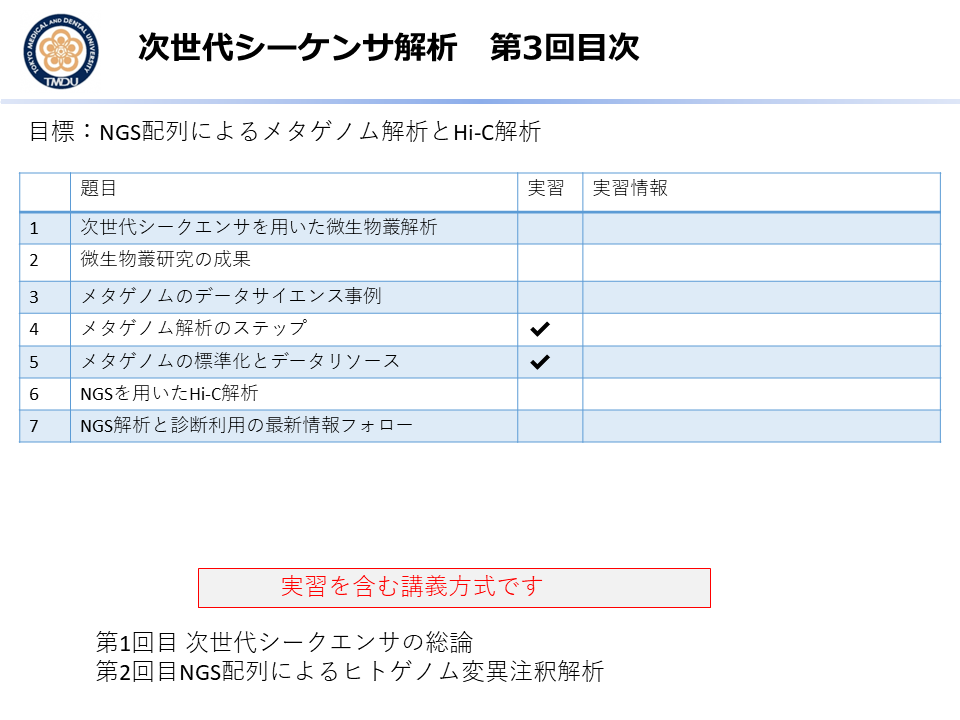 TOKYO MEDICAL AND DENTAL UNIVERSITY
TMDU
次世代シーケンサ解析　第3回目次
目標：NGS配列によるメタゲノム解析とHi-C解析
題目 実習 実習情報
1 次世代シークエンサを用いた微生物叢解析
2 微生物叢研究の成果
3 メタゲノムのデータサイエンス事例
4 メタゲノム解析のステップ ✔
5 メタゲノムの標準化とデータリソース ✔
6 NGSを用いたHi-C解析
7 NGS解析と診断利用の最新情報フォロー
実習を含む講義方式です
第1回目 次世代シークエンサの総論
第2回目NGS配列によるヒトゲノム変異注釈解析